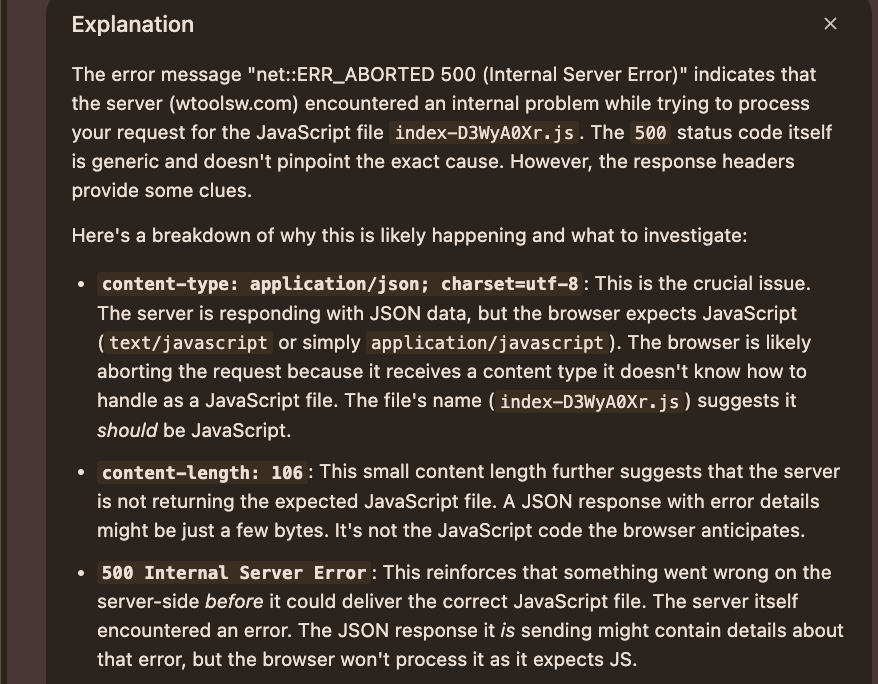 Explanation
The error message "net::ERR_ABORTED 500 (Internal Server Error)" indicates that
the server (wtoolsw.com) encountered an internal problem while trying to process
your request for the JavaScript file index-D3WyA0Xr.js. The 500 status code itself
is generic and doesn't pinpoint the exact cause. However, the response headers
provide some clues.
Here's a breakdown of why this is likely happening and what to investigate:
• content-type: application/json; charset=utf-8: This is the crucial issue.
The server is responding with JSON data, but the browser expects JavaScript
(text/javascript or simply application/javascript). The browser is likely
aborting the request because it receives a content type it doesn't know how to
handle as a JavaScript file. The file's name (index-D3WyA0Xr.js) suggests it
should be JavaScript.
• content-length: 106: This small content length further suggests that the server
is not returning the expected JavaScript file. A JSON response with error details
might be just a few bytes. It's not the JavaScript code the browser anticipates.
• 500 Internal Server Error: This reinforces that something went wrong on the
server-side before it could deliver the correct JavaScript file. The server itself
encountered an error. The JSON response it is sending might contain details about
that error, but the browser won't process it as it expects JS.